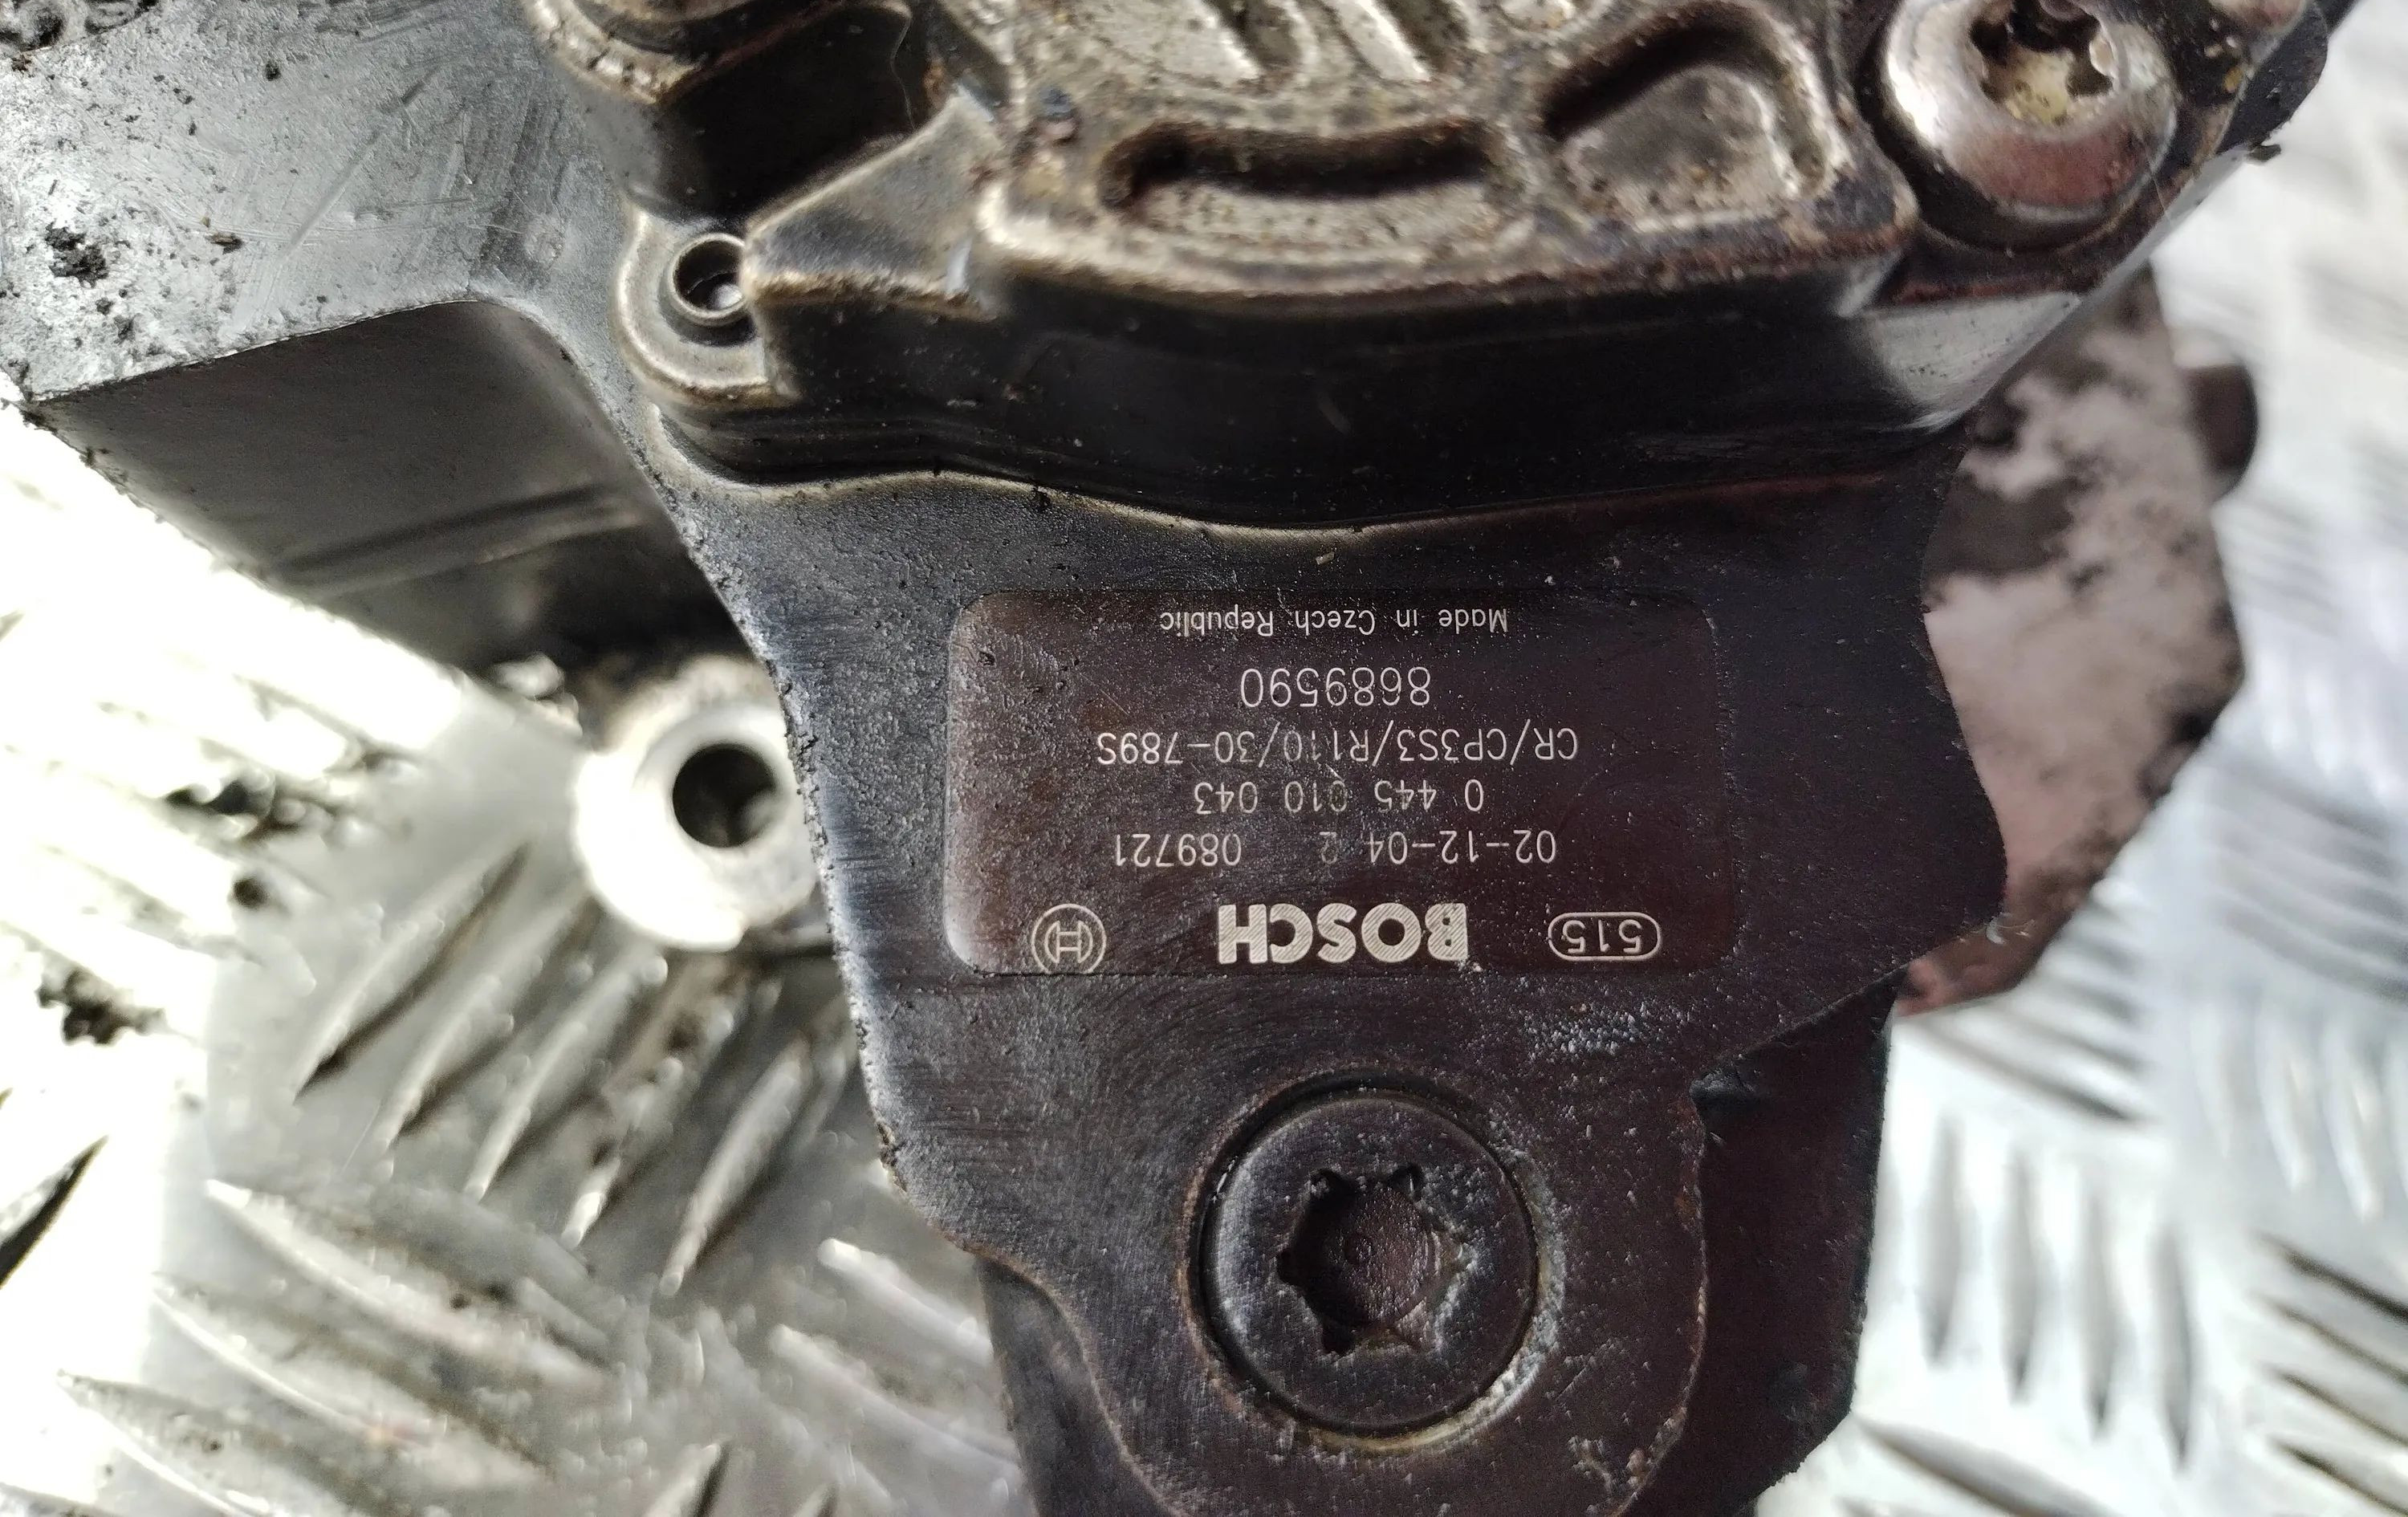 515 BOSCH
02-12-04 2 089721
0 445 010 043
CR/CP3S3/R110/30-789S
8689590
Made in Czech Republic